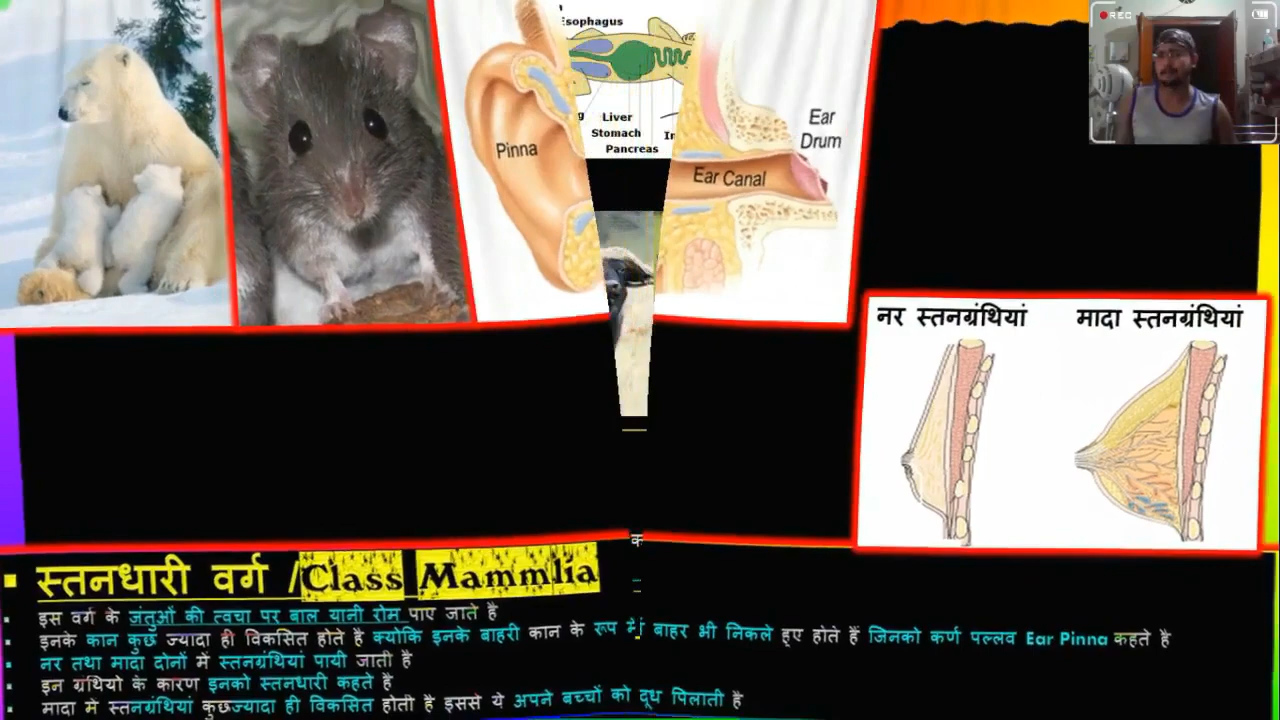 REC
Esophagus
Liver
Stomach
Pancreas
Pinna
Ear Canal
Ear
Drum
नर स्तनग्रंथियां
मादा स्तनग्रंथियां
स्तनधारी वर्ग /Class Mammlia
इस वर्ग के जंतुओं की त्वचा पर बाल यानी रोम पाए जाते है
इनके कान कुछ ज्यादा ही विकसित होते है क्योकि इनके बाहरी कान के रूप में बाहर भी निकले हुए होते हैं जिनको कर्ण पल्लव Ear Pinna कहते है
नर तथा मादा दोनों में स्तनग्रंथियां पायी जाती है
इन ग्रंथियो के कारण इनको स्तनधारी कहते है
मादा में स्तनग्रंथियां कुछज्यादा ही विकसित होती है इससे ये अपने बच्चों को दूध पिलाती है